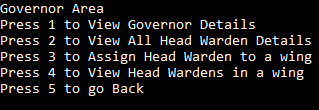 Governor Area
Press 1 to View Governor Details
Press 2 to View All Head Warden Details
Press 3 to Assign Head Warden to a wing
Press 4 to View Head Wardens in a wing
Press 5 to go Back